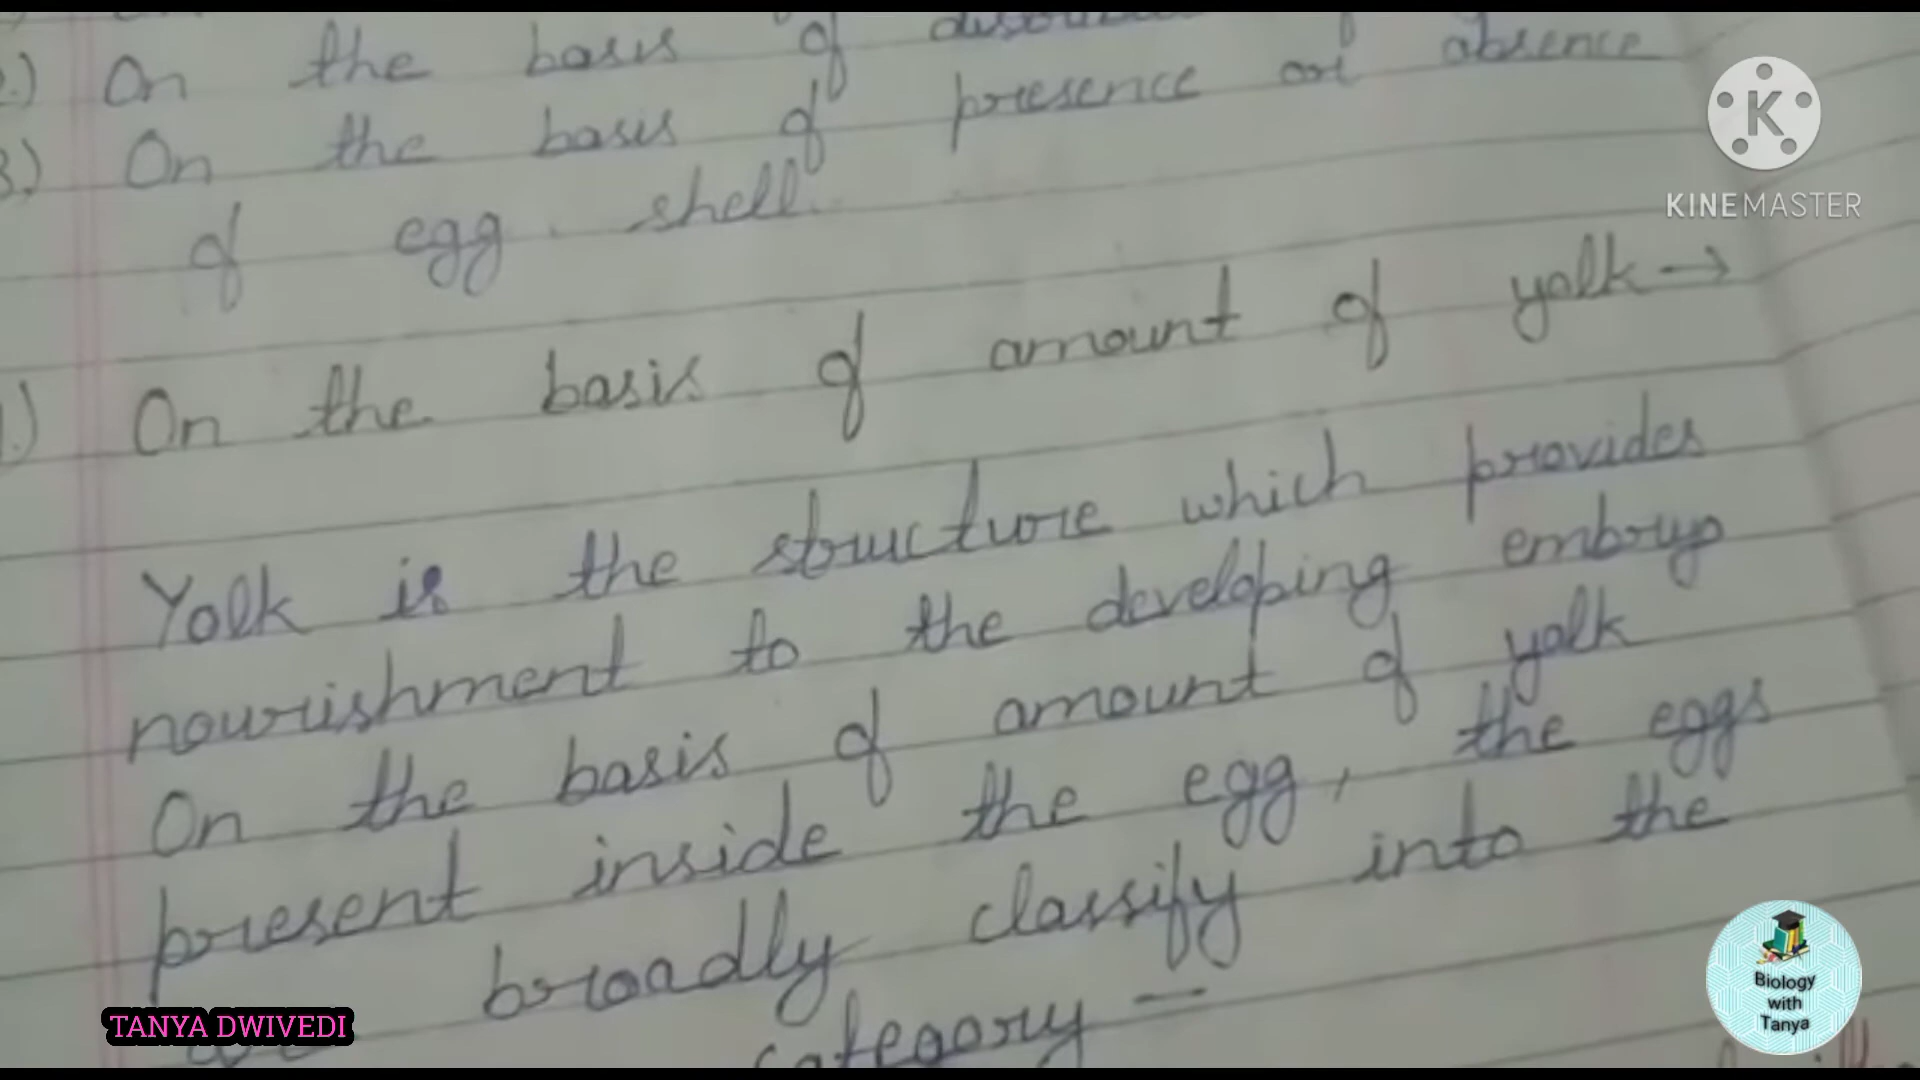 2.) On the basis of
3.) On the basis of presence or absence
of egg shell.
1.) On the basis of amount of yolk →
Yolk is the structure which provides
nourishment to the developing embryo
On the basis of amount of yolk
present inside the egg, the eggs
broadly classify into the
category —
KINEMASTER
TANYA DWIVEDI
Biology
with
Tanya